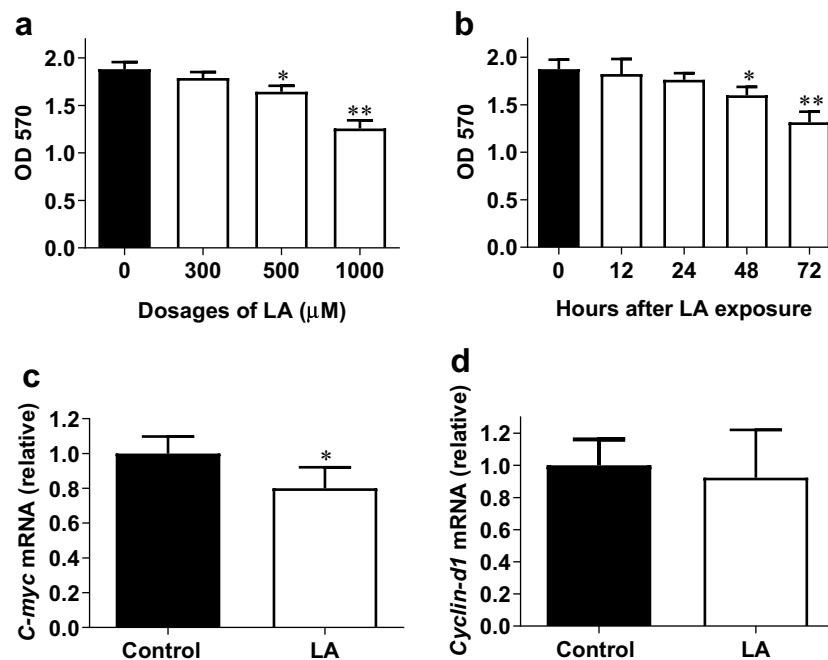 a
OD 570
2.0
1.5
1.0
0.5
0.0
*
**
0 300 500 1000
Dosages of LA (μM)
b
OD 570
2.0
1.5
1.0
0.5
0.0
*
**
0 12 24 48 72
Hours after LA exposure
c
C-myc mRNA (relative)
1.2
1.0
0.8
0.6
0.4
0.2
0.0
*
Control LA
d
Cyclin-d1 mRNA (relative)
1.2
1.0
0.8
0.6
0.4
0.2
0.0
Control LA